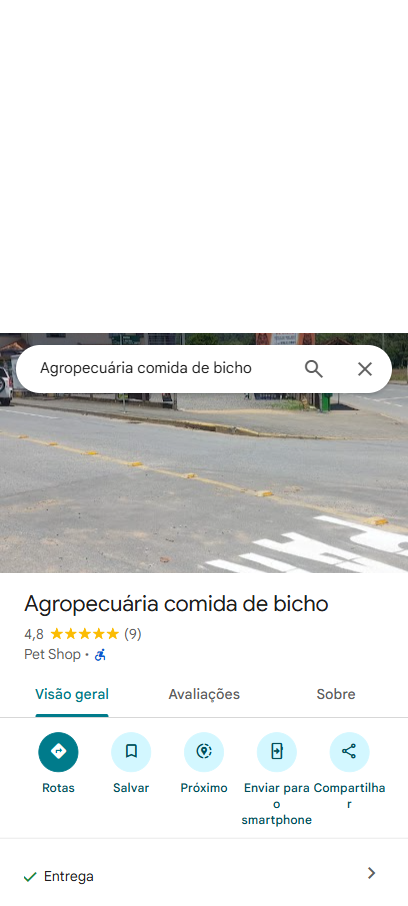 Agropecuária comida de bicho
Agropecuária comida de bicho
4,8 (9)
Pet Shop ·
Visão geral Avaliações Sobre
Rotas Salvar Próximo Enviar para o smartphone Compartilhar
Entrega